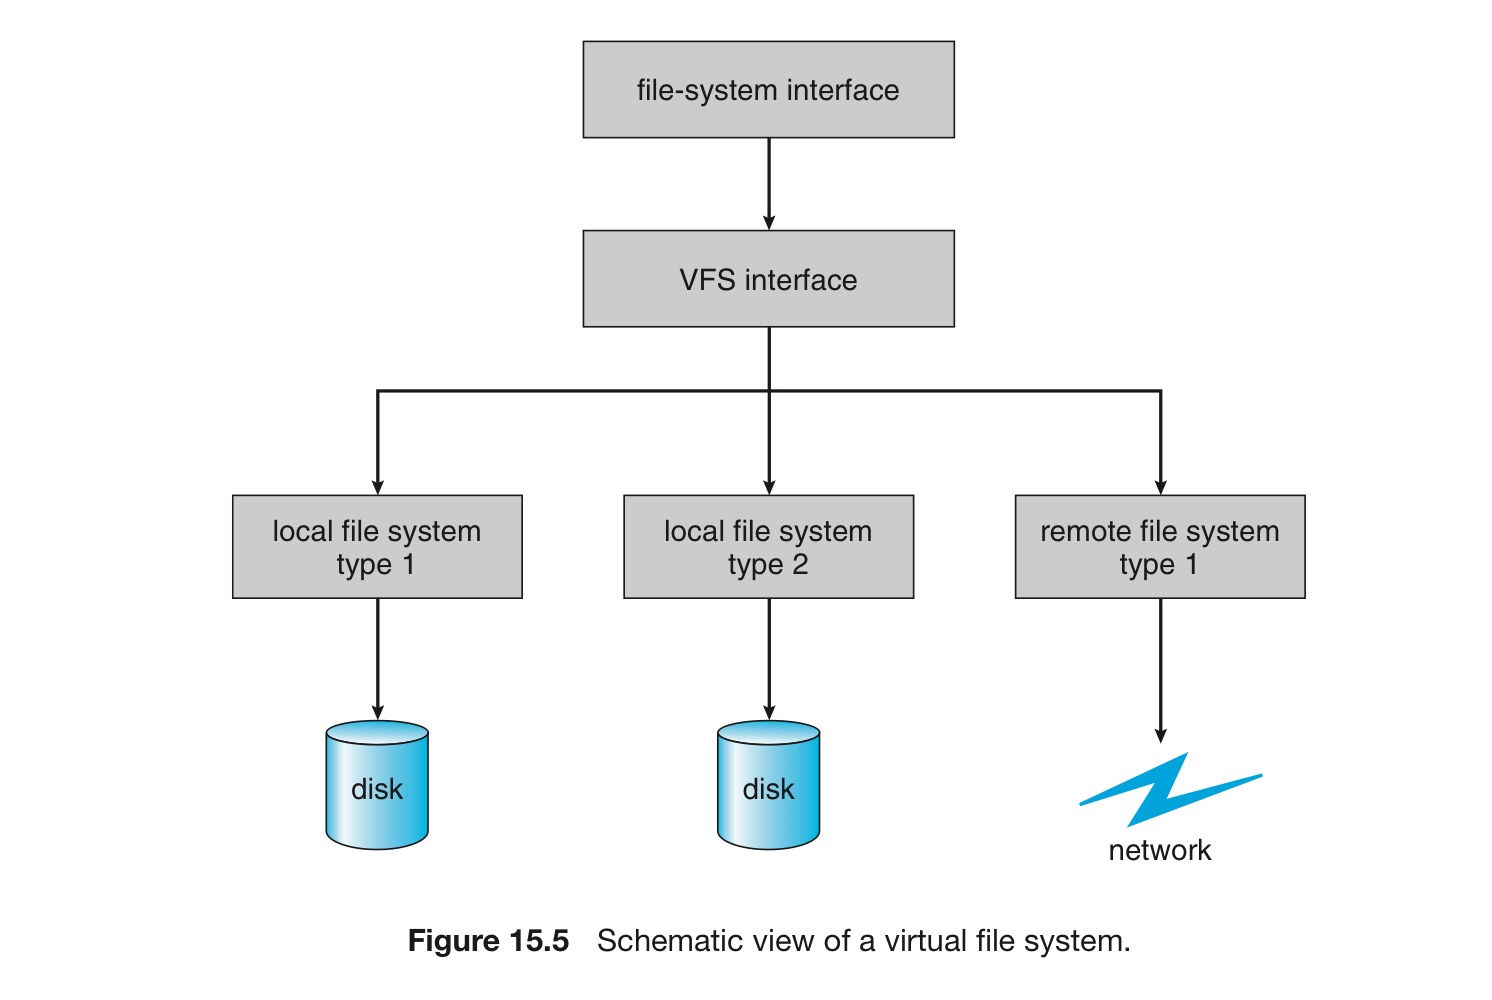 file-system interface
VFS interface
local file system
type 1
local file system
type 2
remote file system
type 1
disk
disk
network
Figure 15.5 Schematic view of a virtual file system.